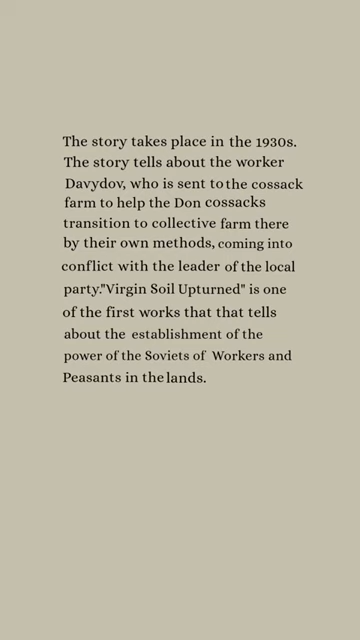 The story takes place in the 1930s.
The story tells about the worker
Davydov, who is sent to the cossack
farm to help the Don cossacks
transition to collective farm there
by their own methods, coming into
conflict with the leader of the local
party."Virgin Soil Upturned" is one
of the first works that that tells
about the establishment of the
power of the Soviets of Workers and
Peasants in the lands.